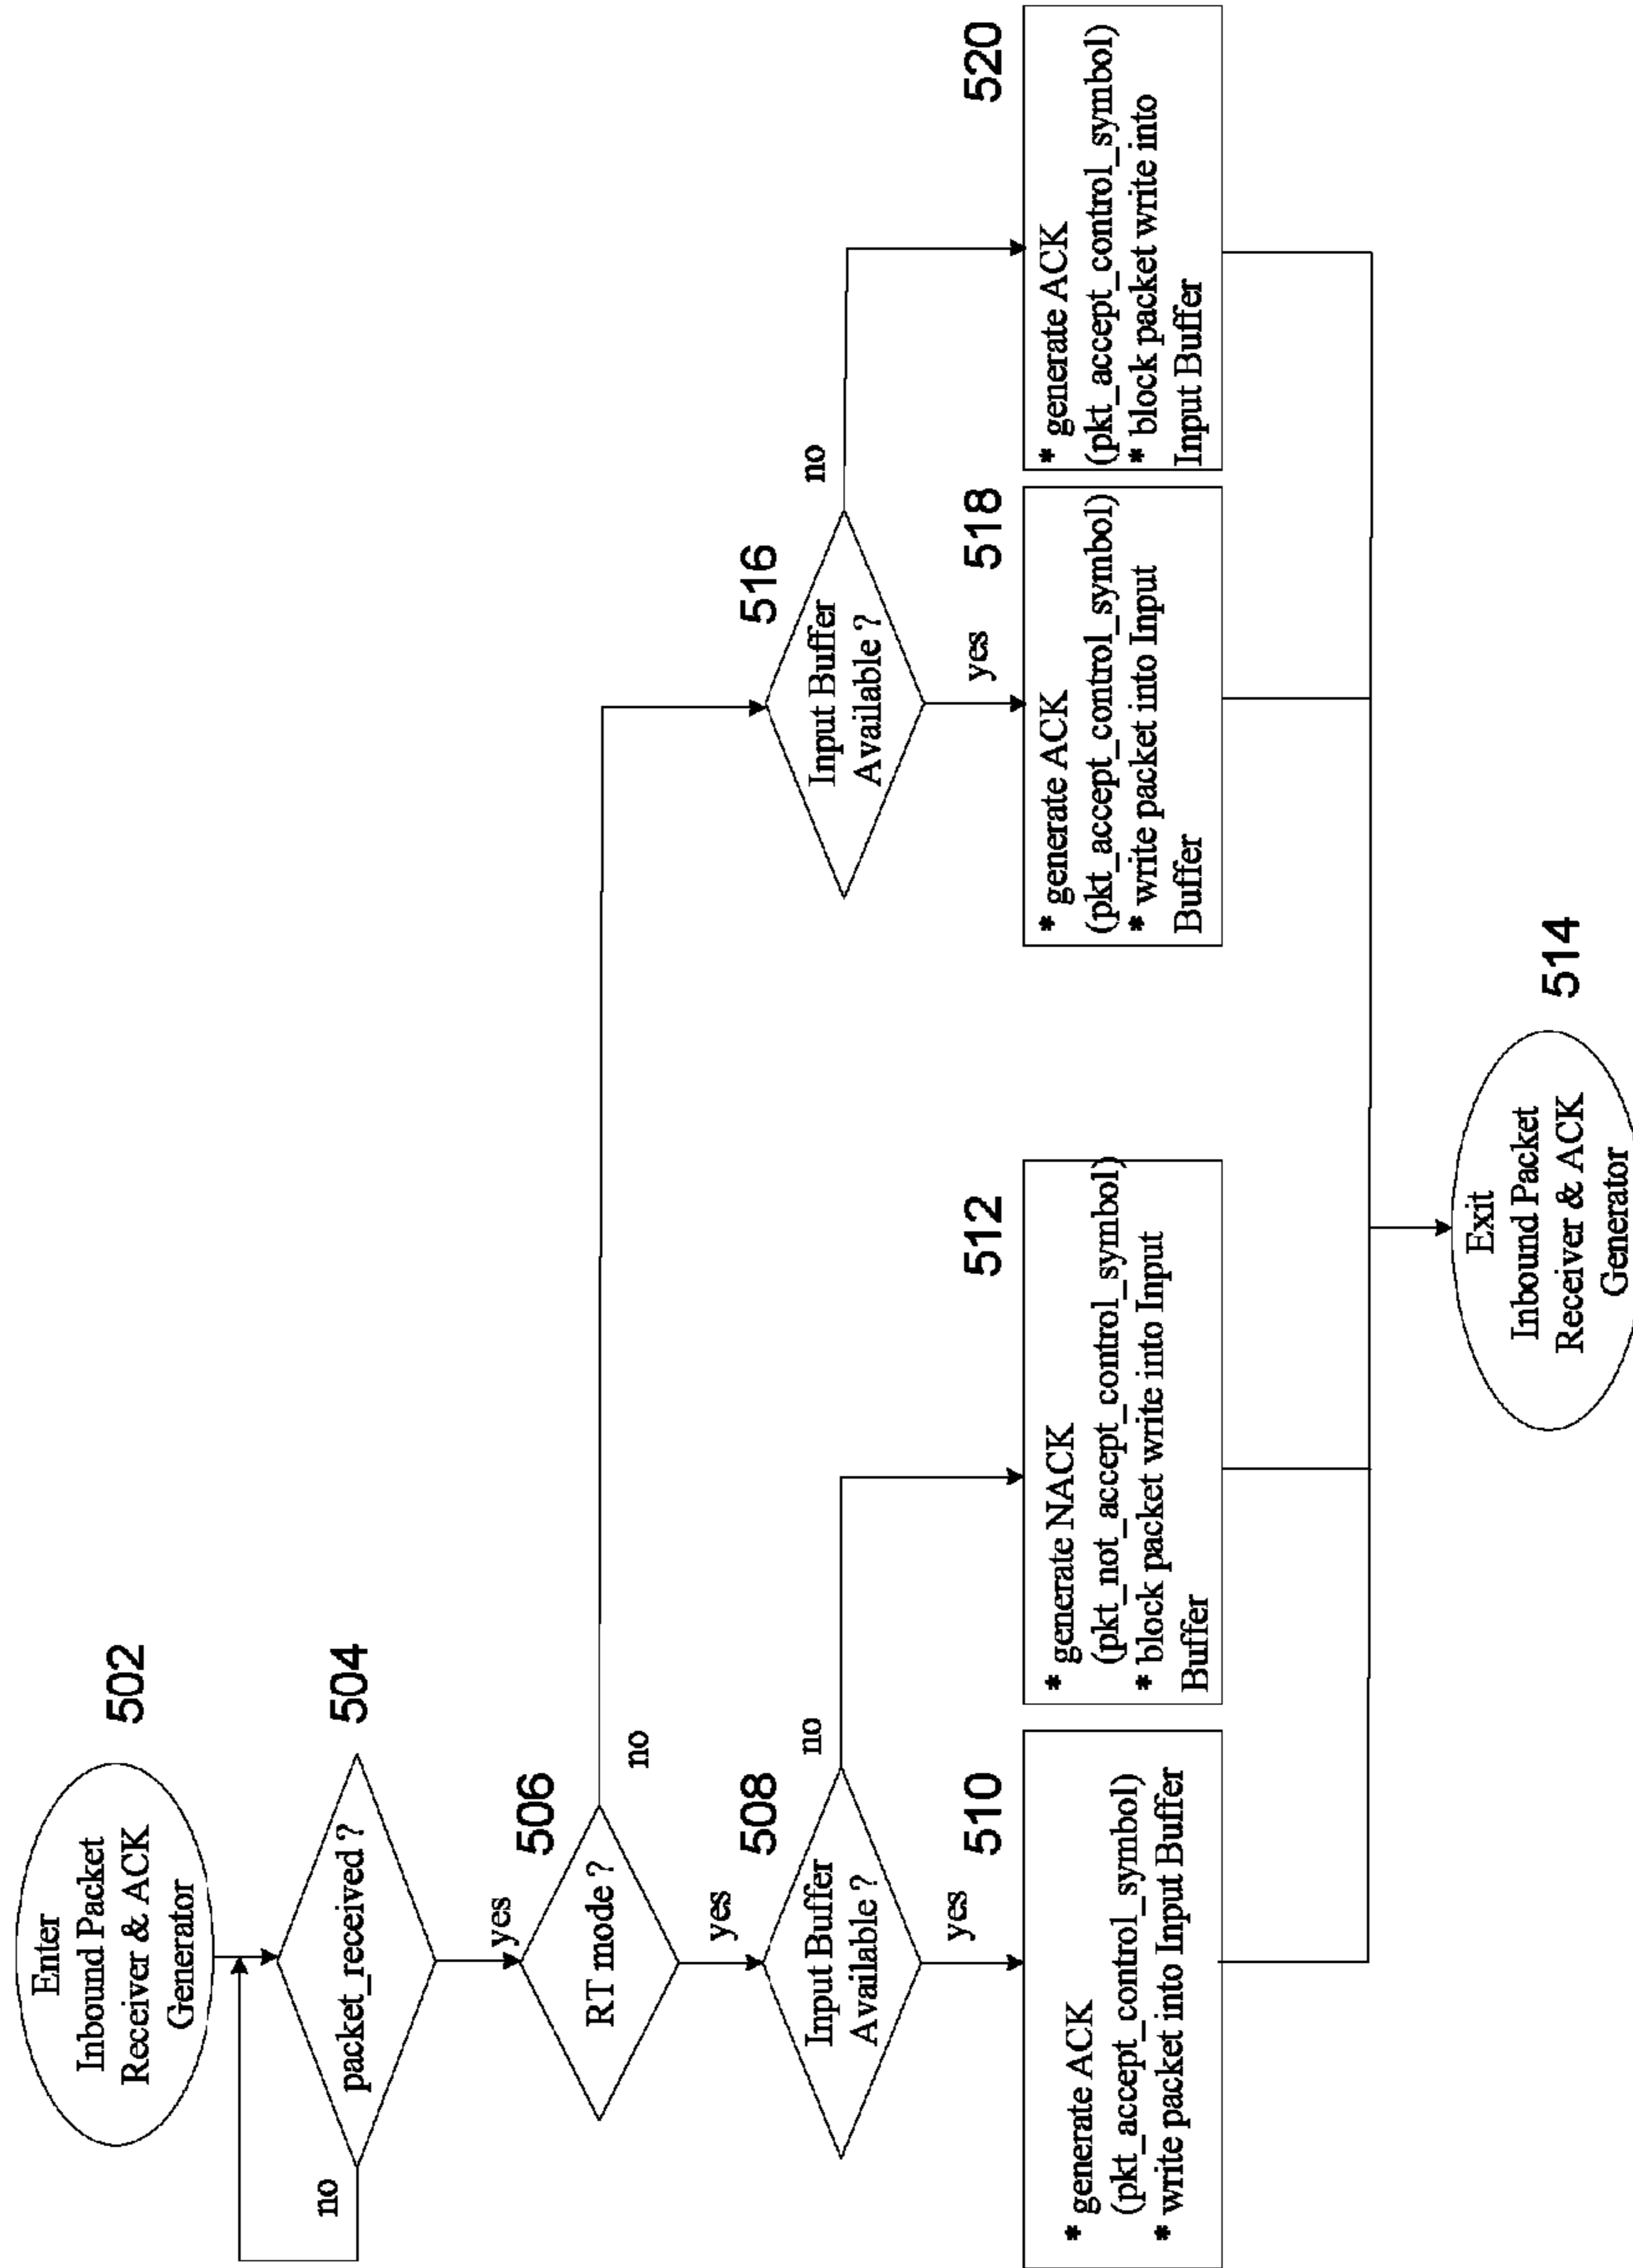 Enter
Inbound Packet
Receiver & ACK
Generator
502
no
packet_received ?
504
yes
RT mode ?
506
no
yes
Input Buffer
Available ?
508
no
yes
Input Buffer
Available ?
516
no
yes
* generate ACK
(pkt_accept_control_symbol)
* write packet into Input Buffer
510
* generate NACK
(pkt_not_accept_control_symbol)
* block packet write into Input
Buffer
512
* generate ACK
(pkt_accept_control_symbol)
* write packet into Input
Buffer
518
* generate ACK
(pkt_accept_control_symbol)
* block packet write into
Input Buffer
520
Exit
Inbound Packet
Receiver & ACK
Generator
514